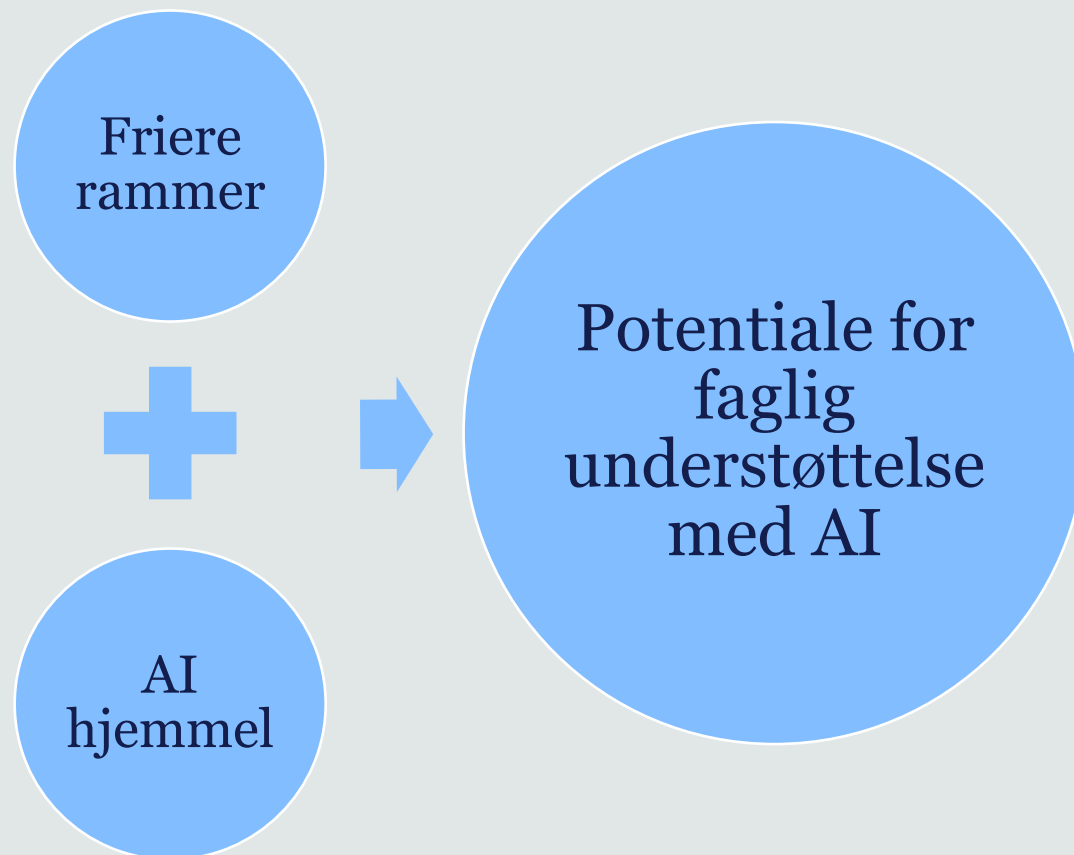 Friere
rammer
AI
hjemmel
Potentiale for
faglig
understøttelse
med AI